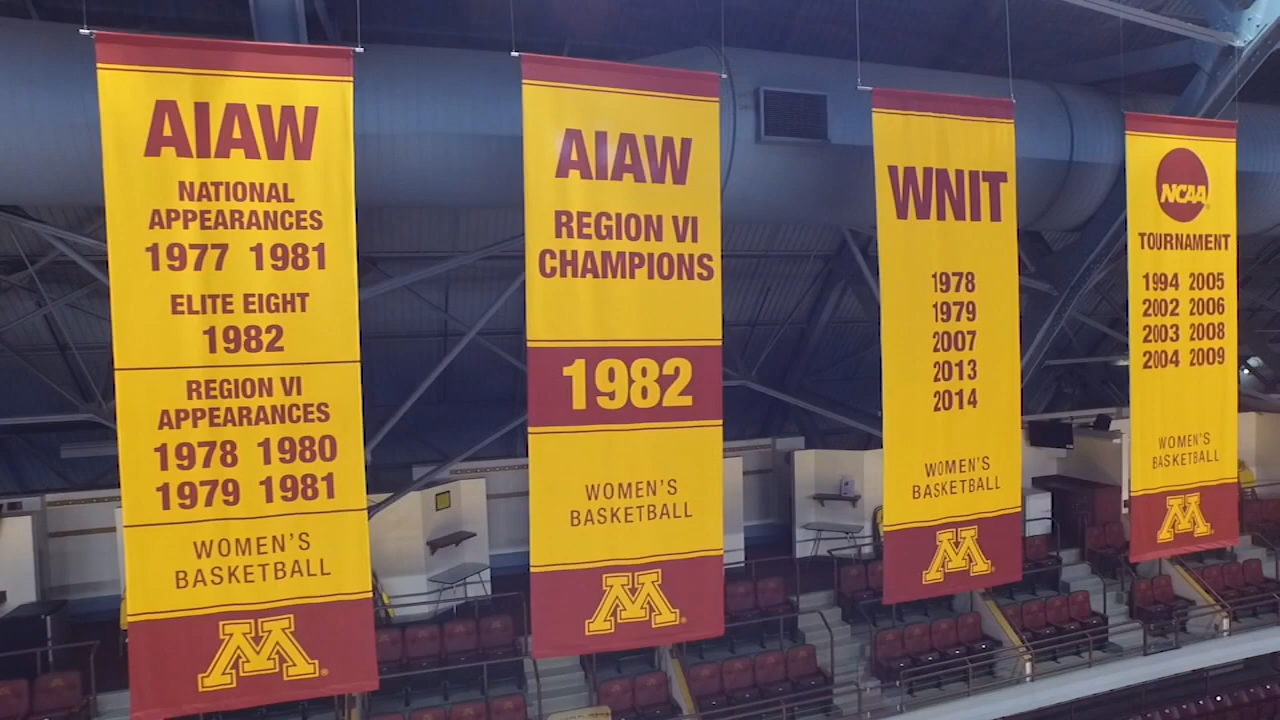 AIAW
NATIONAL
APPEARANCES
1977 1981
ELITE EIGHT
1982
REGION VI
APPEARANCES
1978 1980
1979 1981
WOMEN'S
BASKETBALL
M
AIAW
REGION VI
CHAMPIONS
1982
WOMEN'S
BASKETBALL
M
WNIT
1978
1979
2007
2013
2014
WOMEN'S
BASKETBALL
M
NCAA
TOURNAMENT
1994 2005
2002 2006
2003 2008
2004 2009
WOMEN'S
BASKETBALL
M